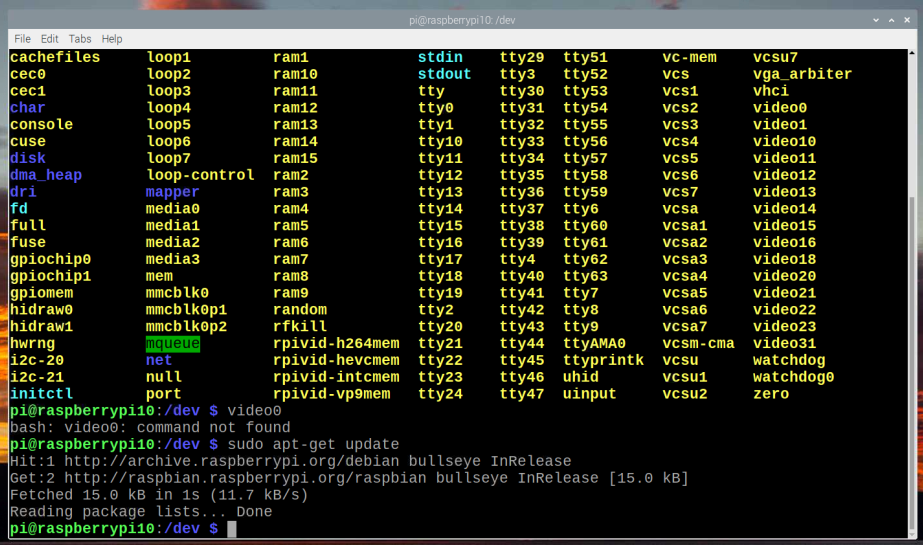 pi@raspberrypi10: /dev
File Edit Tabs Help
cachefiles loop1 ram1 stdin tty29 tty51 vc-mem vcsu7
cec0 loop2 ram10 stdout tty3 tty52 vcs vga_arbiter
cec1 loop3 ram11 tty tty30 tty53 vcs1 vhci
char loop4 ram12 tty0 tty31 tty54 vcs2 video0
console loop5 ram13 tty1 tty32 tty55 vcs3 video1
cuse loop6 ram14 tty10 tty33 tty56 vcs4 video10
disk loop7 ram15 tty11 tty34 tty57 vcs5 video11
dma_heap loop-control ram2 tty12 tty35 tty58 vcs6 video12
dri mapper ram3 tty13 tty36 tty59 vcs7 video13
fd media0 ram4 tty14 tty37 tty6 vcsa video14
full media1 ram5 tty15 tty38 tty60 vcsa1 video15
fuse media2 ram6 tty16 tty39 tty61 vcsa2 video16
gpiochip0 media3 ram7 tty17 tty4 tty62 vcsa3 video18
gpiochip1 mem ram8 tty18 tty40 tty63 vcsa4 video20
gpiomem mmcblk0 ram9 tty19 tty41 tty7 vcsa5 video21
hidraw0 mmcblk0p1 random tty2 tty42 tty8 vcsa6 video22
hidraw1 mmcblk0p2 rfkill tty20 tty43 tty9 vcsa7 video23
hwrng mqueue rpivid-h264mem tty21 tty44 ttyAMA0 vcsm-cma video31
i2c-20 net rpivid-hevcmem tty22 tty45 ttyprintk vcsu watchdog
i2c-21 null rpivid-intcmem tty23 tty46 uhid vcsu1 watchdog0
initctl port rpivid-vp9mem tty24 tty47 uinput vcsu2 zero
pi@raspberrypi10:/dev $ video0
bash: video0: command not found
pi@raspberrypi10:/dev $ sudo apt-get update
Hit:1 http://archive.raspberrypi.org/debian bullseye InRelease
Get:2 http://raspbian.raspberrypi.org/raspbian bullseye InRelease [15.0 kB]
Fetched 15.0 kB in 1s (11.7 kB/s)
Reading package lists... Done
pi@raspberrypi10:/dev $